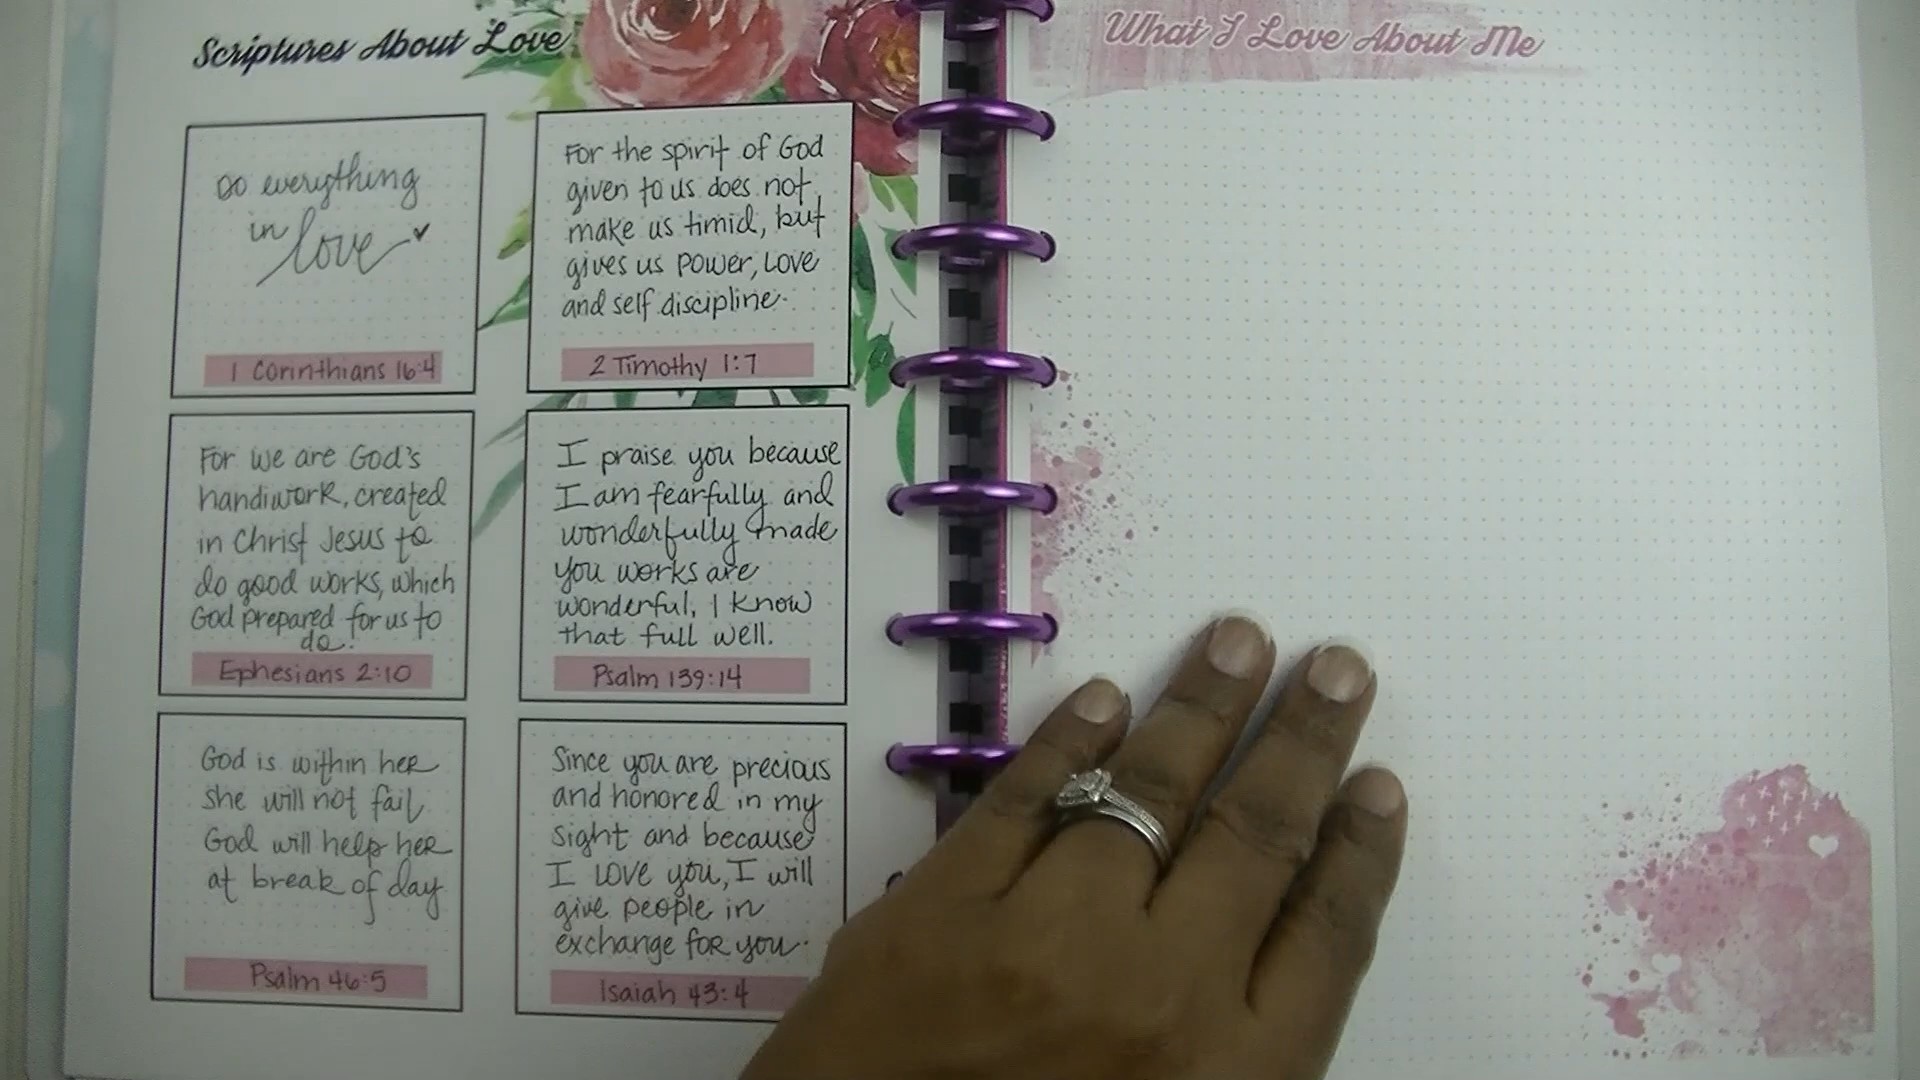 Scriptures About Love
Do everything
in love
1 Corinthians 16:4
For the spirit of God
given to us does not
make us timid, but
gives us power, Love
and self discipline.
2 Timothy 1:7
For we are God's
handiwork, created
in Christ Jesus to
do good works, which
God prepared for us to
do.
Ephesians 2:10
I praise you because
I am fearfully and
wonderfully made
you works are
wonderful, I know
that full well.
Psalm 139:14
God is within her
She will not fail
God will help her
at break of day
Psalm 46:5
Since you are precious
and honored in my
sight and because
I love you, I will
give people in
exchange for you.
Isaiah 43:4
What I Love About Me